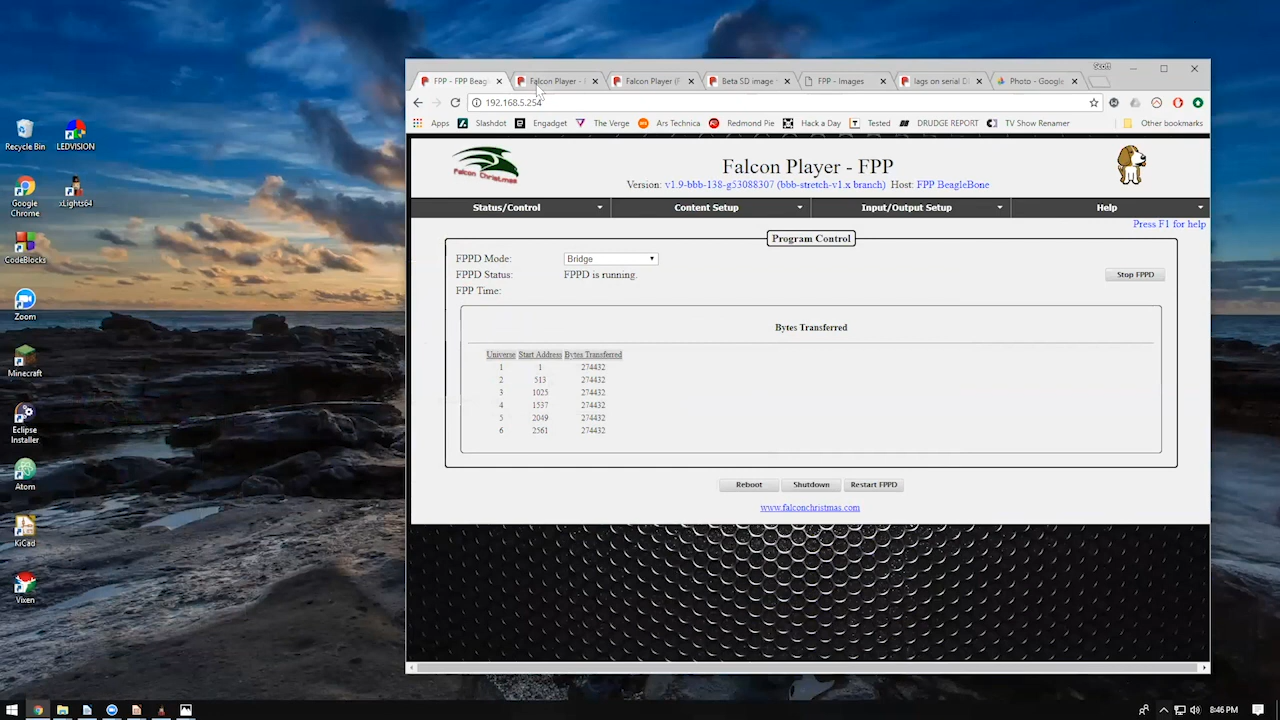 Scott
FPP - FPP Beag
Falcon Player -
Falcon Player (F
Beta SD image
FPP - Images
lags on serial D
Photo - Google
192.168.5.254
Apps
Slashdot
Engadget
The Verge
Ars Technica
Redmond Pie
Hack a Day
Tested
DRUDGE REPORT
TV Show Renamer
Other bookmarks
Falcon Christmas
Falcon Player - FPP
Version: v1.9-bbb-138-g53088307 (bbb-stretch-v1.x branch) Host: FPP BeagleBone
Status/Control
Content Setup
Input/Output Setup
Help
Press F1 for help
Program Control
FPPD Mode: Bridge
FPPD Status: FPPD is running.
Stop FPPD
FPP Time:
Bytes Transferred
Universe Start Address Bytes Transferred
1 1 274432
2 513 274432
3 1025 274432
4 1537 274432
5 2049 274432
6 2561 274432
Reboot
Shutdown
Restart FPPD
www.falconchristmas.com
Recycle Bin
LEDVISION
Google
Chrome
xLights64
CodeBlocks
Zoom
Minecraft
Eclipse
Installer
Atom
KiCad
Vixen
8:46 PM